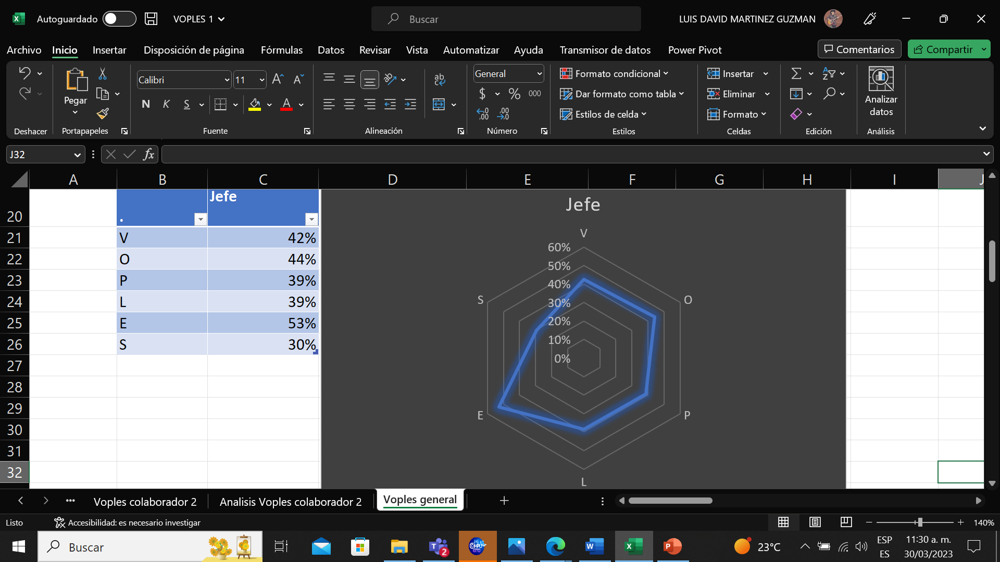 Autoguardado
VOPLES 1
Buscar
LUIS DAVID MARTINEZ GUZMAN
Archivo Inicio Insertar Disposición de página Fórmulas Datos Revisar Vista Automatizar Ayuda Transmisor de datos Power Pivot Comentarios Compartir
Pegar
Calibri 11
N K S
ab
General
$ % 000
Formato condicional
Dar formato como tabla
Estilos de celda
Insertar
Eliminar
Formato
Analizar
datos
Deshacer Portapapeles Fuente Alineación Número Estilos Celdas Edición Análisis
J32 fx
A B C D E F G H I J
20 . Jefe
21 V 42%
22 O 44%
23 P 39%
24 L 39%
25 E 53%
26 S 30%
27
28
29
30
31
32
Jefe
V
60%
50%
40%
30%
20%
10%
0%
O
P
L
E
S
Voples colaborador 2 Analisis Voples colaborador 2 Voples general
Listo Accesibilidad: es necesario investigar 140%
Buscar
MI
COMPU
GTO
23°C
ESP
ES
11:30 a. m.
30/03/2023